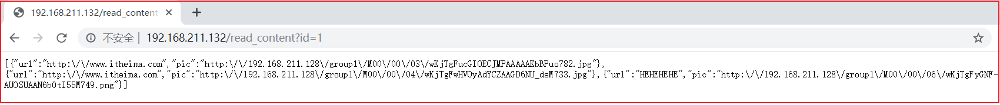 192.168.211.132/read_content
不安全 | 192.168.211.132/read_content?id=1
[{"url":"http:\/\/www.itheima.com","pic":"http:\/\/192.168.211.128\/group1\/M00\/00\/03\/wKjTgFucGIOECJMPAAAAAKbBPuo782.jpg"},
{"url":"http:\/\/www.itheima.com","pic":"http:\/\/192.168.211.128\/group1\/M00\/00\/04\/wKjTgFwHVOyAdYCZAAGD6NU_dsM733.jpg"},{"url":"HEHEHEHE","pic":"http:\/\/192.168.211.128\/group1\/M00\/00\/06\/wKjTgFyGNF-
AUOSUAAN6b0tI55M749.png"}]